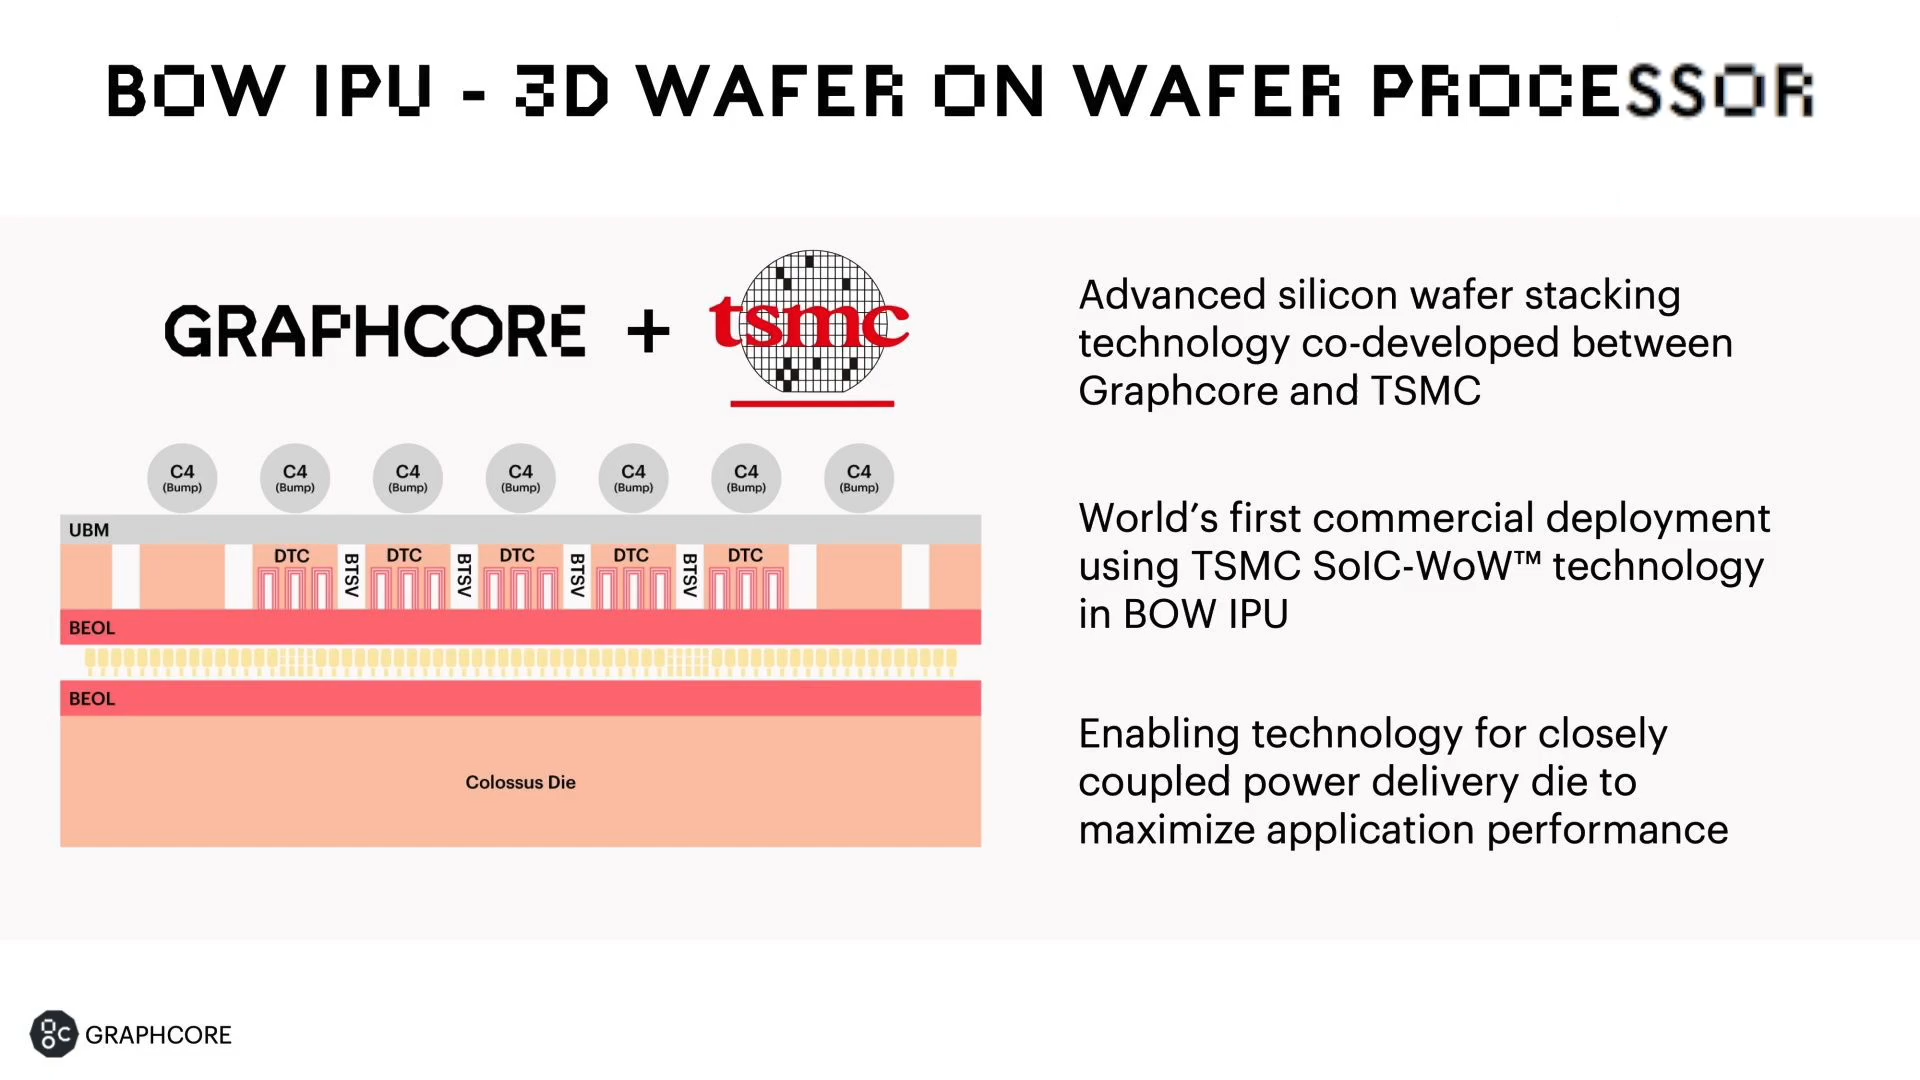 BOW IPU - 3D WAFER ON WAFER PROCESSOR
GRAPHCORE + tsmc
Advanced silicon wafer stacking
technology co-developed between
Graphcore and TSMC
C4 C4 C4 C4 C4 C4 C4
(Bump) (Bump) (Bump) (Bump) (Bump) (Bump) (Bump)
UBM
DTC BTSV DTC BTSV DTC BTSV DTC BTSV DTC
BEOL
BEOL
Colossus Die
World’s first commercial deployment
using TSMC SoIC-WoW™ technology
in BOW IPU
Enabling technology for closely
coupled power delivery die to
maximize application performance
GRAPHCORE